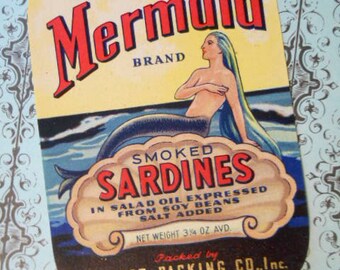 Mermaid
BRAND
SMOKED
SARDINES
IN SALAD OIL EXPRESSED
FROM SOY BEANS
SALT ADDED
NET WEIGHT 3¼ OZ AVD.
Packed by
PACKING CO., Inc.